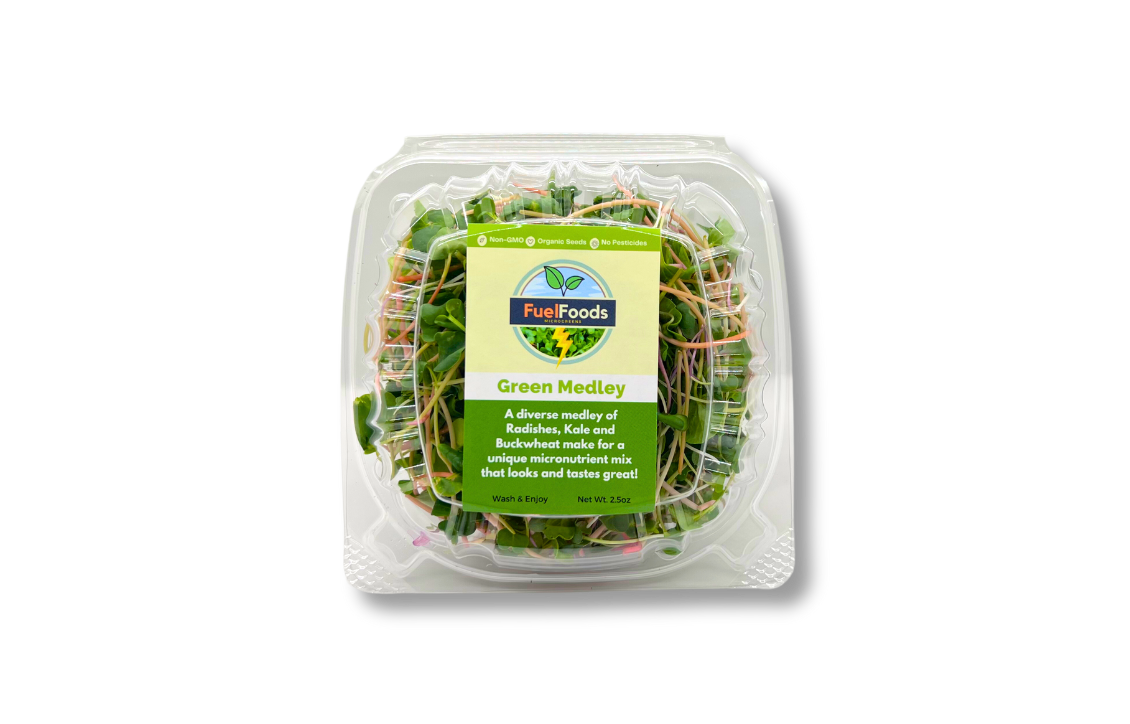 Non-GMO Organic Seeds No Pesticides
FuelFoods
MICROGREENS
Green Medley
A diverse medley of
Radishes, Kale and
Buckwheat make for a
unique micronutrient mix
that looks and tastes great!
Wash & Enjoy Net Wt. 2.5oz